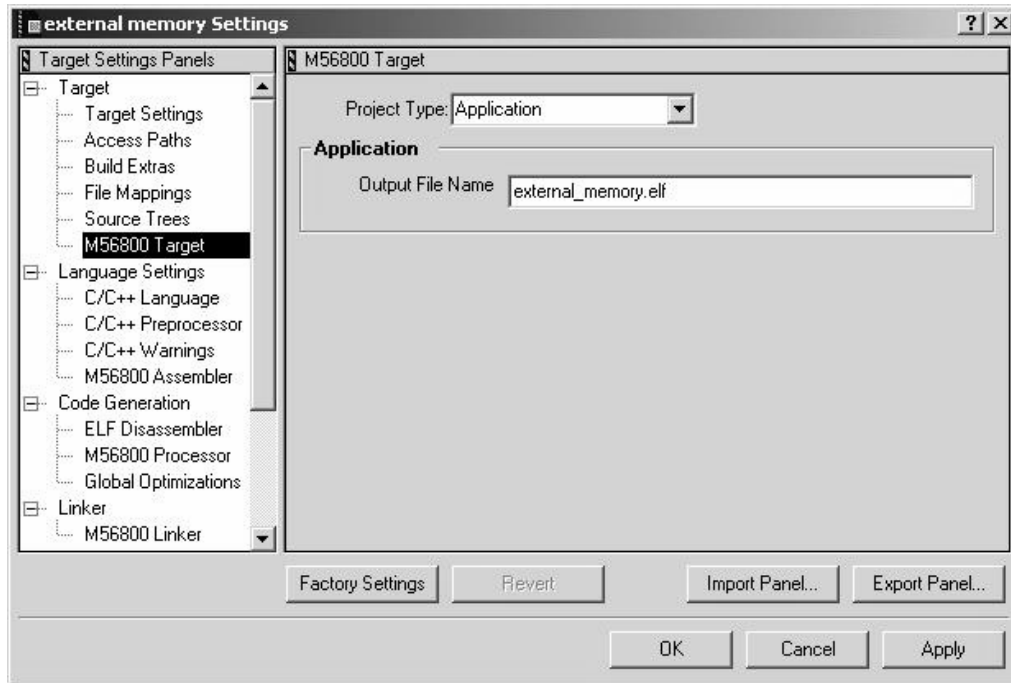 external memory Settings
Target Settings Panels
Target
Target Settings
Access Paths
Build Extras
File Mappings
Source Trees
M56800 Target
Language Settings
C/C++ Language
C/C++ Preprocessor
C/C++ Warnings
M56800 Assembler
Code Generation
ELF Disassembler
M56800 Processor
Global Optimizations
Linker
M56800 Linker
M56800 Target
Project Type: Application
Application
Output File Name external_memory.elf
Factory Settings Revert Import Panel... Export Panel...
OK Cancel Apply